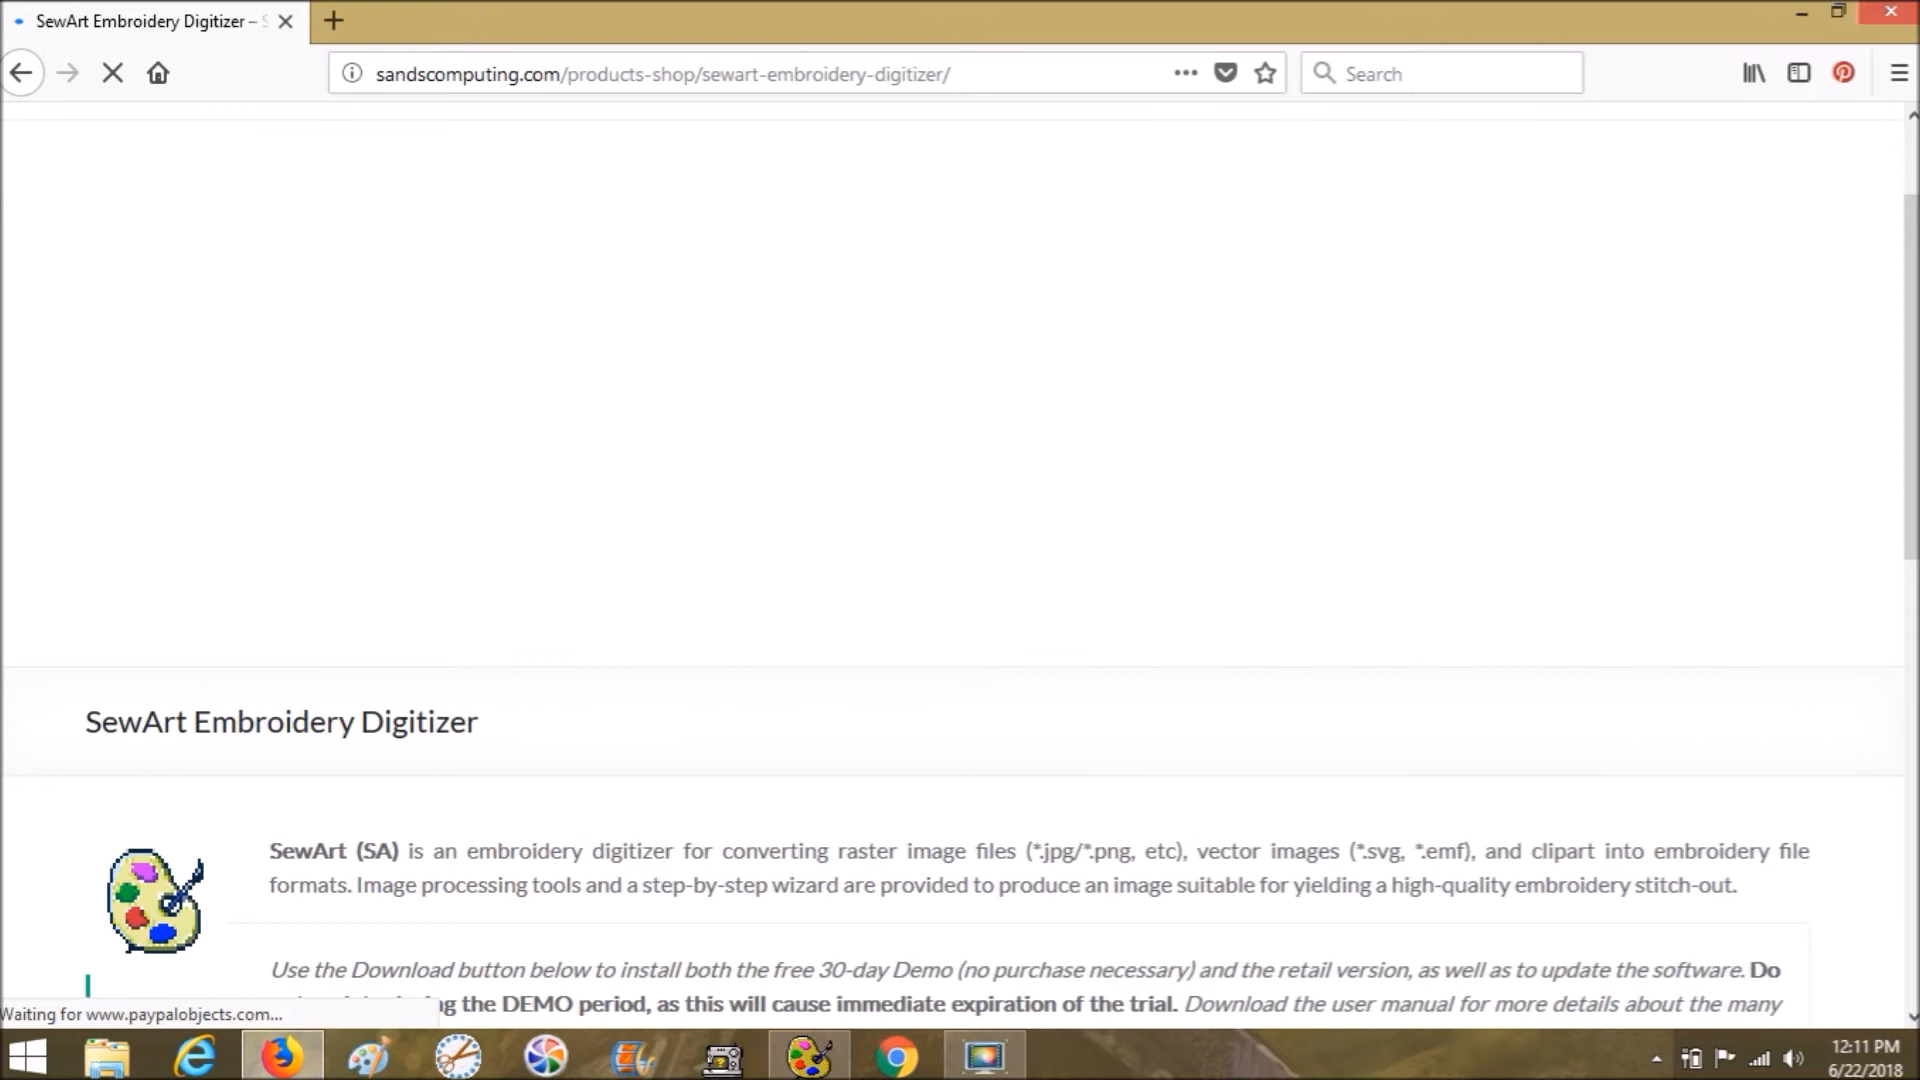 SewArt Embroidery Digitizer –
sandscomputing.com/products-shop/sewart-embroidery-digitizer/
Search
SewArt Embroidery Digitizer
SewArt (SA) is an embroidery digitizer for converting raster image files (*.jpg/*.png, etc), vector images (*.svg, *.emf), and clipart into embroidery file
formats. Image processing tools and a step-by-step wizard are provided to produce an image suitable for yielding a high-quality embroidery stitch-out.
Use the Download button below to install both the free 30-day Demo (no purchase necessary) and the retail version, as well as to update the software. Do
the DEMO period, as this will cause immediate expiration of the trial. Download the user manual for more details about the many
Waiting for www.paypalobjects.com...
12:11 PM
6/22/2018